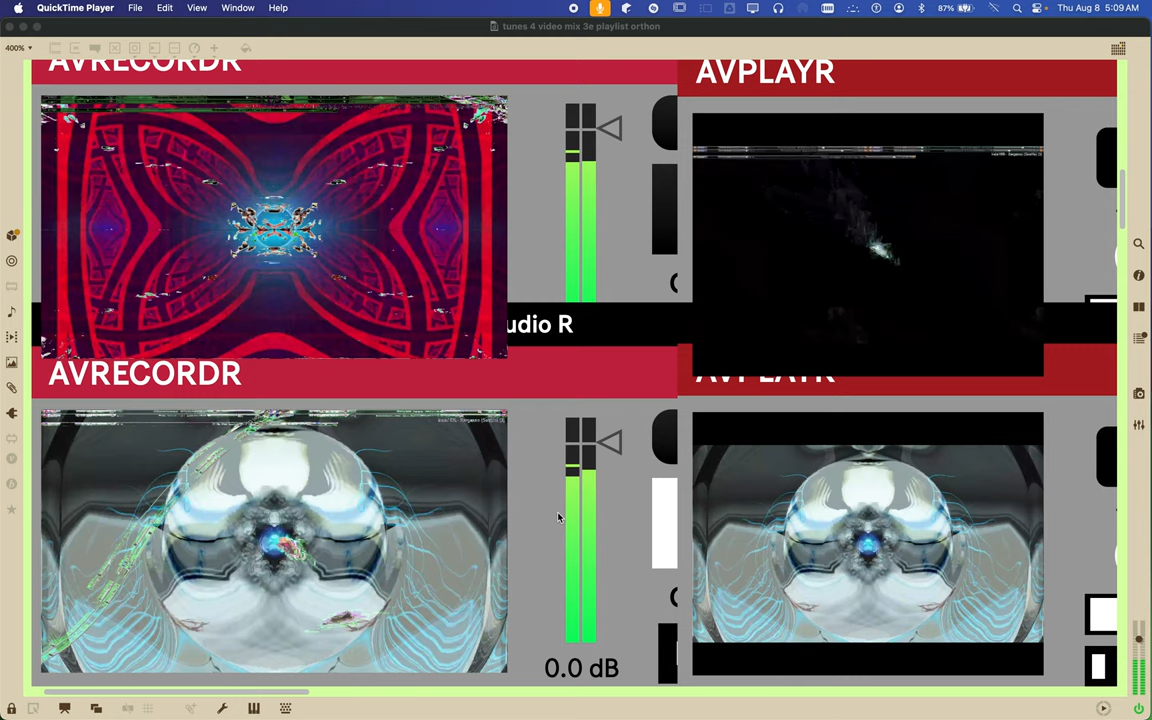 QuickTime Player File Edit View Window Help 87% Thu Aug 8 5:09 AM
tunes 4 video mix 3e playlist orthon
400%
AVRECORDR
AVPLAYR
udio R
AVRECORDR
AVPLAYR
0.0 dB